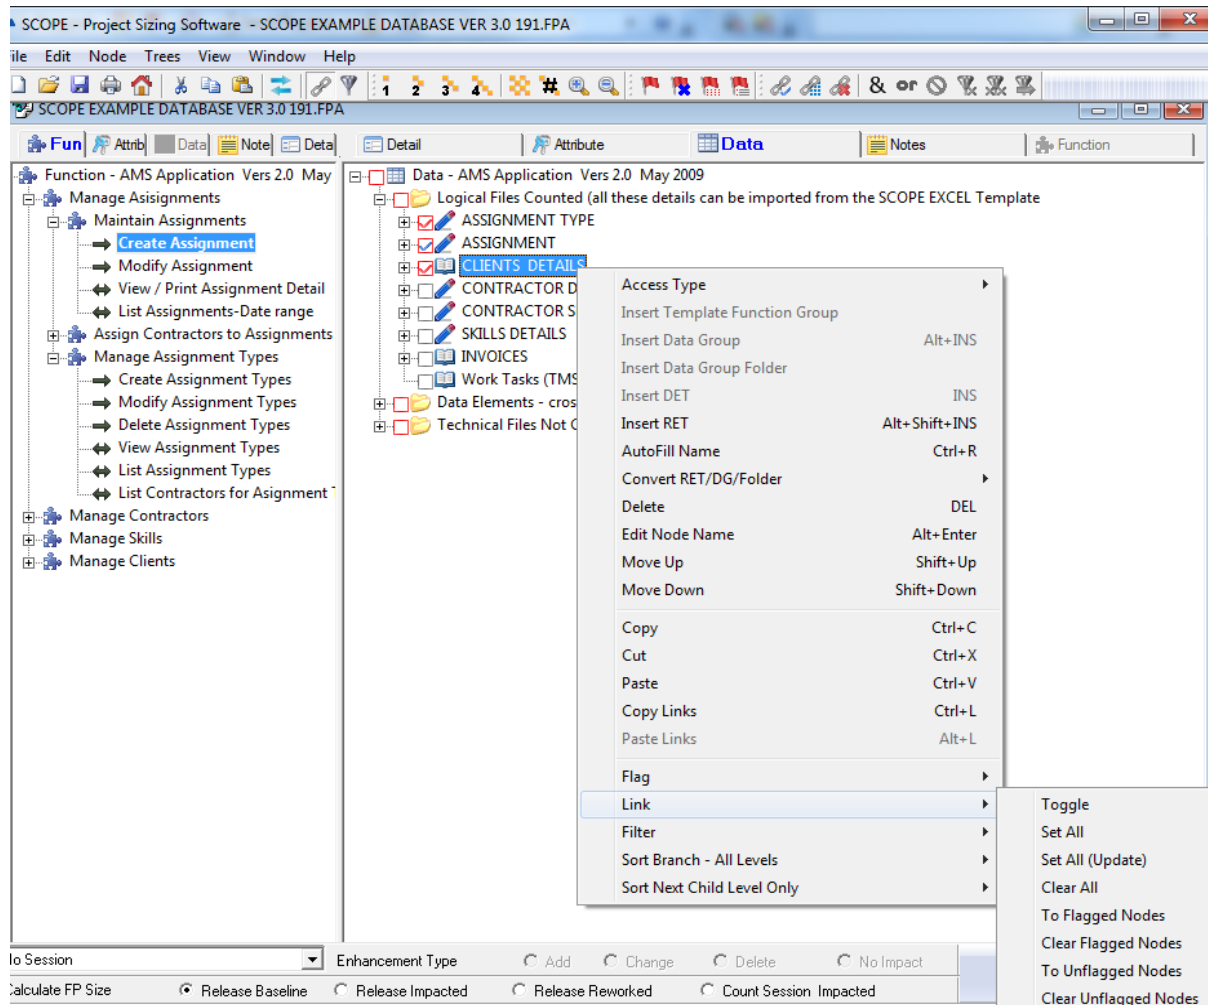 SCOPE - Project Sizing Software - SCOPE EXAMPLE DATABASE VER 3.0 191.FPA
ile Edit Node Trees View Window Help
1 2 3 4 # & or
SCOPE EXAMPLE DATABASE VER 3.0 191.FPA
Fun Attrib Data Note Deta Detail Attribute Data Notes Function
Function - AMS Application Vers 2.0 May
Manage Asisignments
Maintain Assignments
Create Assignment
Modify Assignment
View / Print Assignment Detail
List Assignments-Date range
Assign Contractors to Assignments
Manage Assignment Types
Create Assignment Types
Modify Assignment Types
Delete Assignment Types
View Assignment Types
List Assignment Types
List Contractors for Asignment T
Manage Contractors
Manage Skills
Manage Clients
Data - AMS Application Vers 2.0 May 2009
Logical Files Counted (all these details can be imported from the SCOPE EXCEL Template
ASSIGNMENT TYPE
ASSIGNMENT
CLIENTS DETAILS
CONTRACTOR D
CONTRACTOR S
SKILLS DETAILS
INVOICES
Work Tasks (TMS
Data Elements - cros
Technical Files Not C
Access Type
Insert Template Function Group
Insert Data Group Alt+INS
Insert Data Group Folder
Insert DET INS
Insert RET Alt+Shift+INS
AutoFill Name Ctrl+R
Convert RET/DG/Folder
Delete DEL
Edit Node Name Alt+Enter
Move Up Shift+Up
Move Down Shift+Down
Copy Ctrl+C
Cut Ctrl+X
Paste Ctrl+V
Copy Links Ctrl+L
Paste Links Alt+L
Flag
Link
Filter
Sort Branch - All Levels
Sort Next Child Level Only
Toggle
Set All
Set All (Update)
Clear All
To Flagged Nodes
Clear Flagged Nodes
To Unflagged Nodes
Clear Unflagged Nodes
lo Session Enhancement Type Add Change Delete No Impact
Calculate FP Size Release Baseline Release Impacted Release Reworked Count Session Impacted